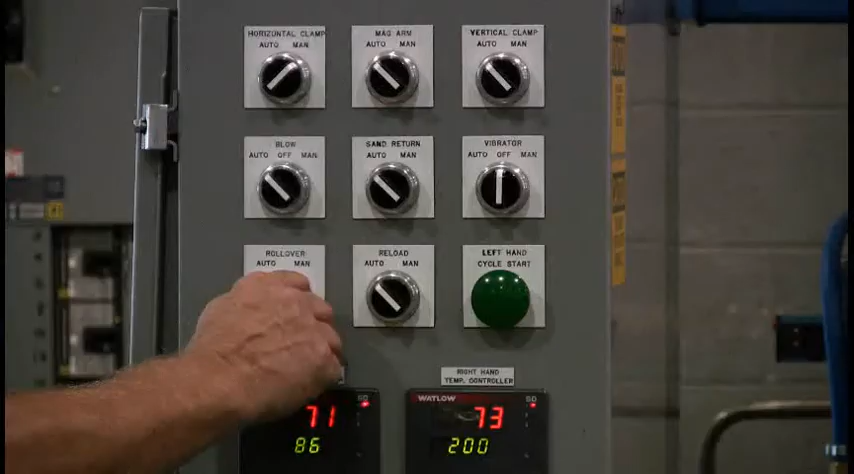 HORIZONTAL CLAMP
AUTO MAN
MAG ARM
AUTO MAN
VERTICAL CLAMP
AUTO MAN
BLOW
AUTO OFF MAN
SAND RETURN
AUTO MAN
VIBRATOR
AUTO OFF MAN
ROLLOVER
AUTO MAN
RELOAD
AUTO MAN
LEFT HAND
CYCLE START
RIGHT HAND
TEMP. CONTROLLER
71
86
WATLOW SD
73
200
SD